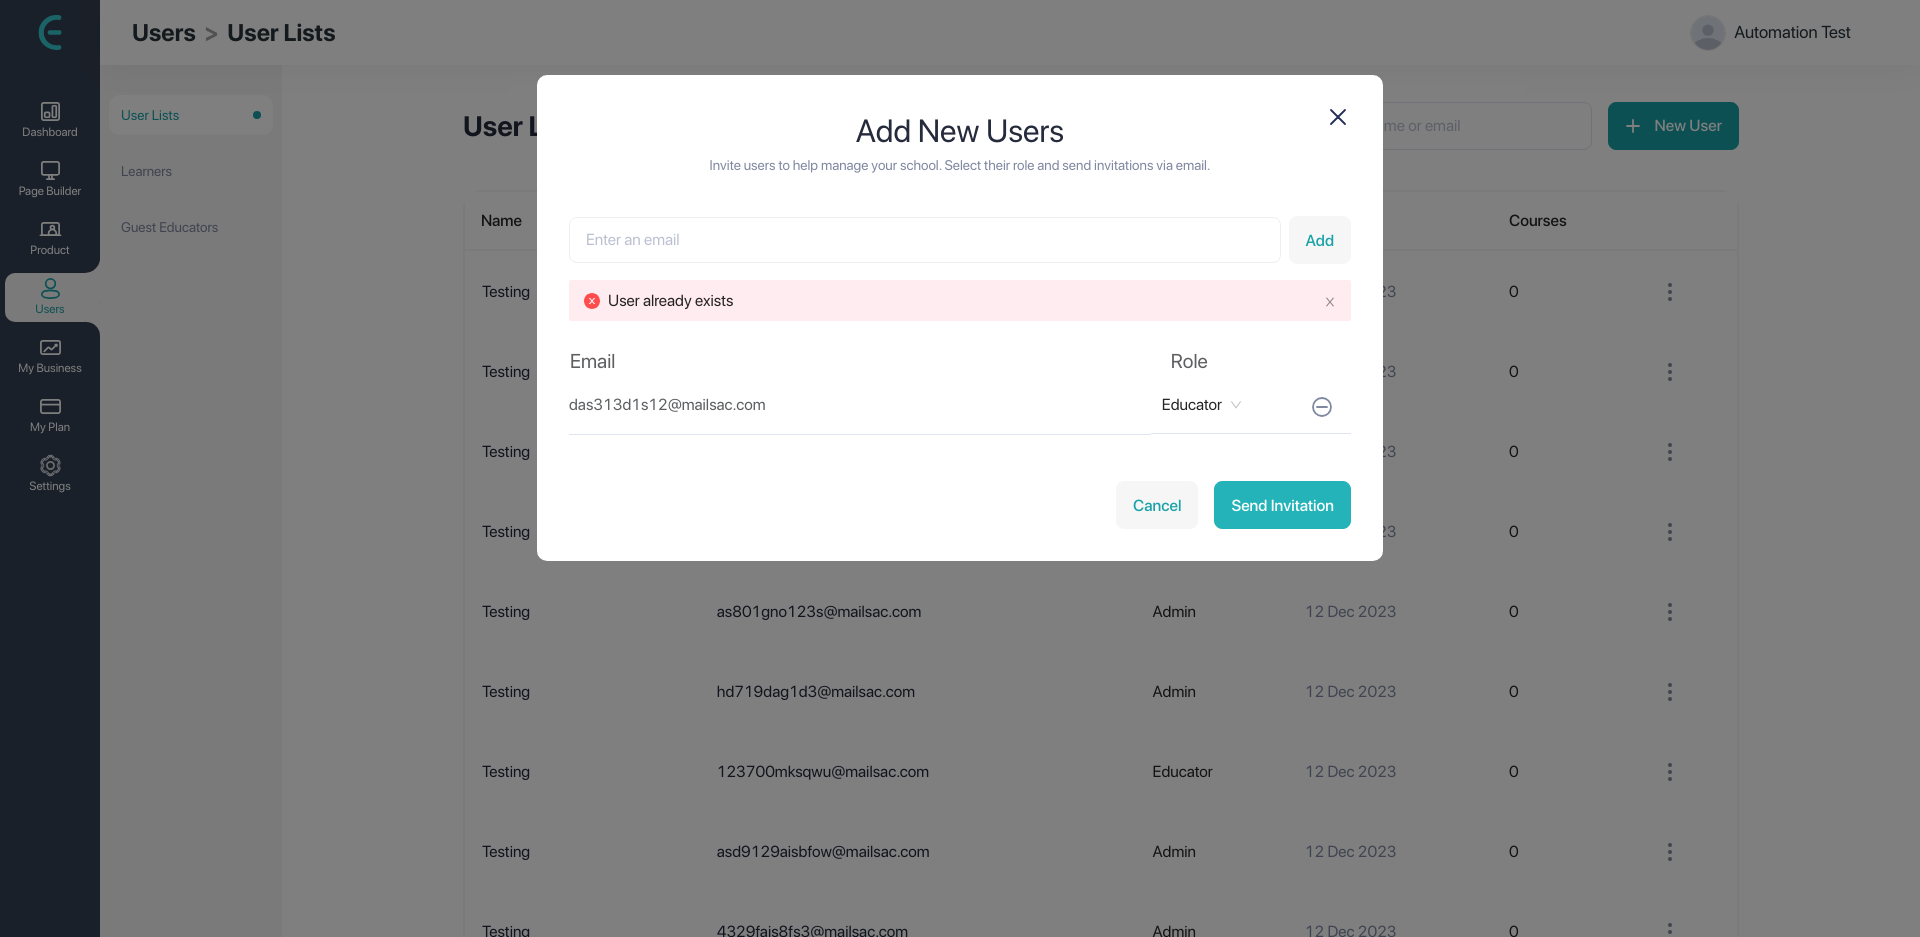 Users > User Lists
Automation Test
Dashboard
Page Builder
Product
Users
My Business
My Plan
Settings
User Lists
Learners
Guest Educators
User L
or email
+ New User
Add New Users
Invite users to help manage your school. Select their role and send invitations via email.
Enter an email
Add
User already exists
Email Role
das313d1s12@mailsac.com Educator
Cancel
Send Invitation
Name Courses
Testing 0
Testing 0
Testing 0
Testing 0
Testing as801gno123s@mailsac.com Admin 12 Dec 2023 0
Testing hd719dag1d3@mailsac.com Admin 12 Dec 2023 0
Testing 123700mksqwu@mailsac.com Educator 12 Dec 2023 0
Testing asd9129aisbfow@mailsac.com Admin 12 Dec 2023 0
Testing 4329fais8fs3@mailsac.com Admin 12 Dec 2023 0